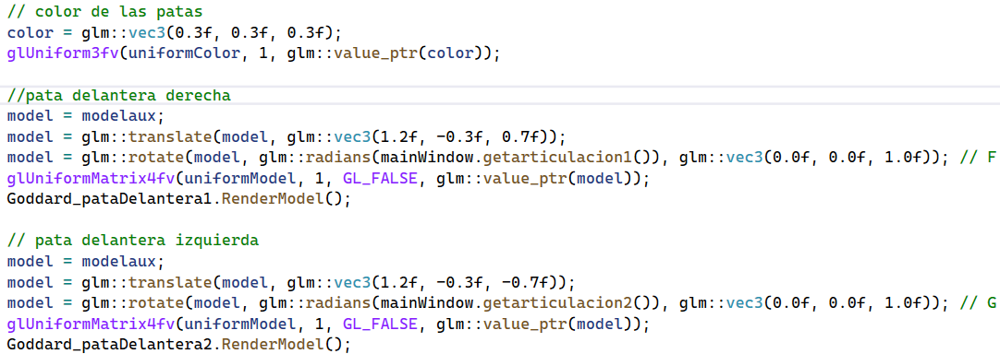 // color de las patas
color = glm::vec3(0.3f, 0.3f, 0.3f);
glUniform3fv(uniformColor, 1, glm::value_ptr(color));
//pata delantera derecha
model = modelaux;
model = glm::translate(model, glm::vec3(1.2f, -0.3f, 0.7f));
model = glm::rotate(model, glm::radians(mainWindow.getarticulacion1()), glm::vec3(0.0f, 0.0f, 1.0f)); // F
glUniformMatrix4fv(uniformModel, 1, GL_FALSE, glm::value_ptr(model));
Goddard_pataDelantera1.RenderModel();
// pata delantera izquierda
model = modelaux;
model = glm::translate(model, glm::vec3(1.2f, -0.3f, -0.7f));
model = glm::rotate(model, glm::radians(mainWindow.getarticulacion2()), glm::vec3(0.0f, 0.0f, 1.0f)); // G
glUniformMatrix4fv(uniformModel, 1, GL_FALSE, glm::value_ptr(model));
Goddard_pataDelantera2.RenderModel();